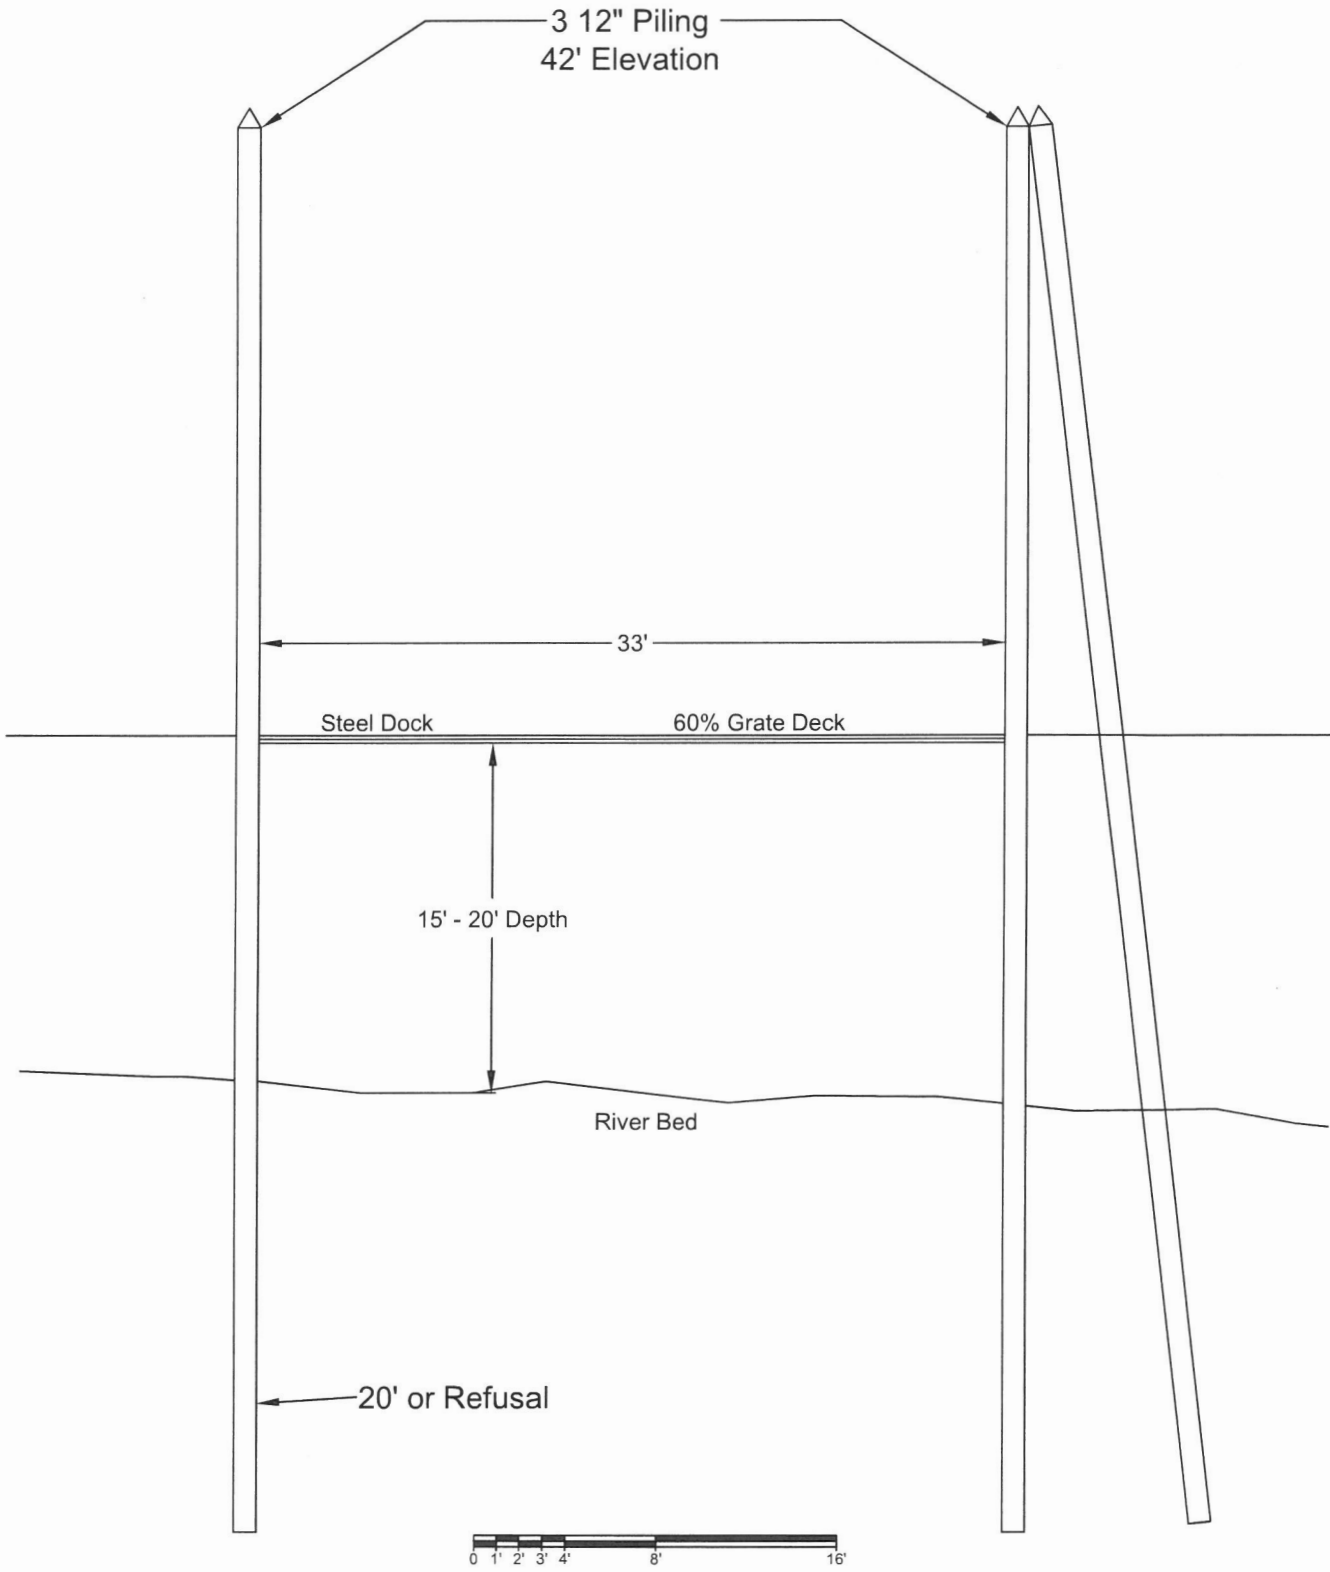 3 12" Piling
42' Elevation
33'
Steel Dock
60% Grate Deck
15' - 20' Depth
River Bed
20' or Refusal
0 1' 2' 3' 4' 8' 16'